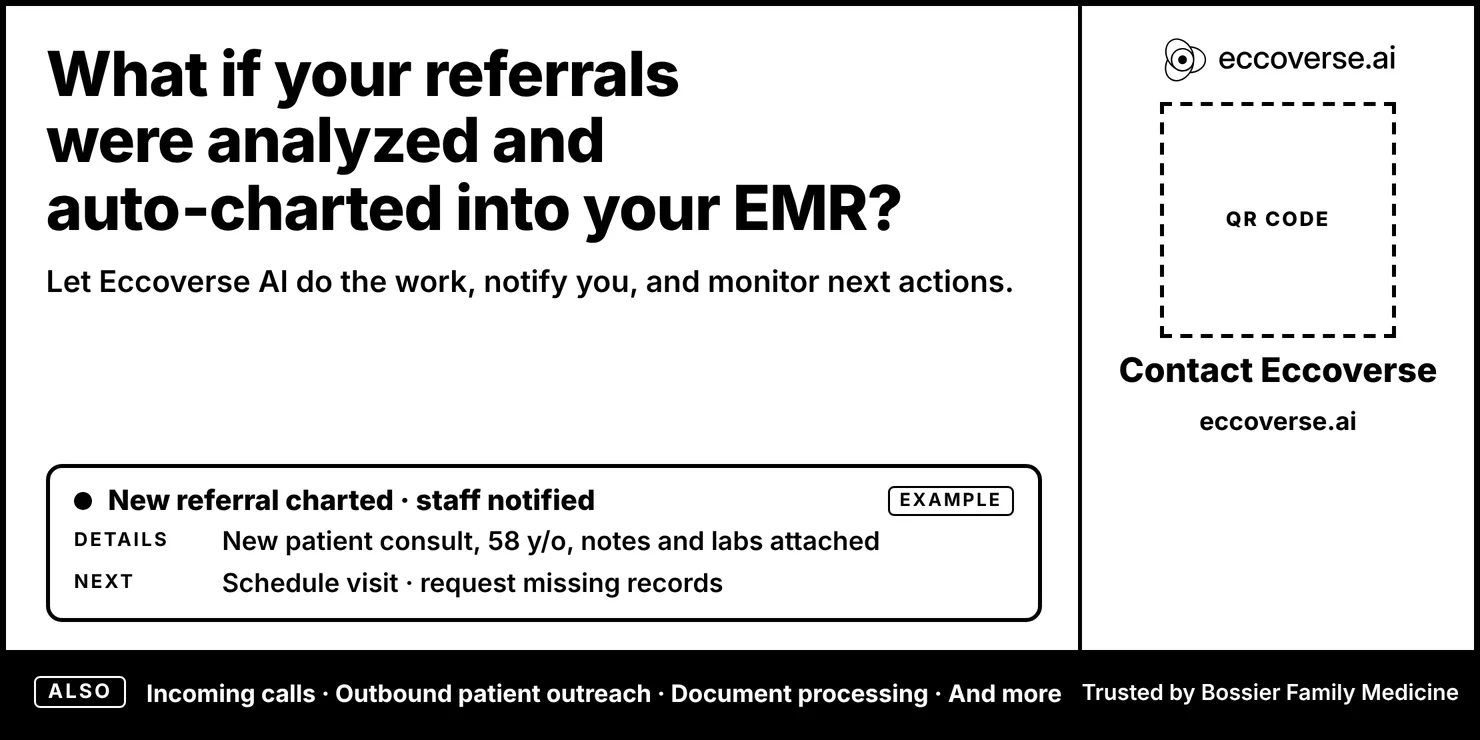 What if your referrals
were analyzed and
auto-charted into your EMR?
Let Eccoverse AI do the work, notify you, and monitor next actions.
New referral charted · staff notified
EXAMPLE
DETAILS New patient consult, 58 y/o, notes and labs attached
NEXT Schedule visit · request missing records
eccoverse.ai
QR CODE
Contact Eccoverse
eccoverse.ai
ALSO Incoming calls · Outbound patient outreach · Document processing · And more
Trusted by Bossier Family Medicine